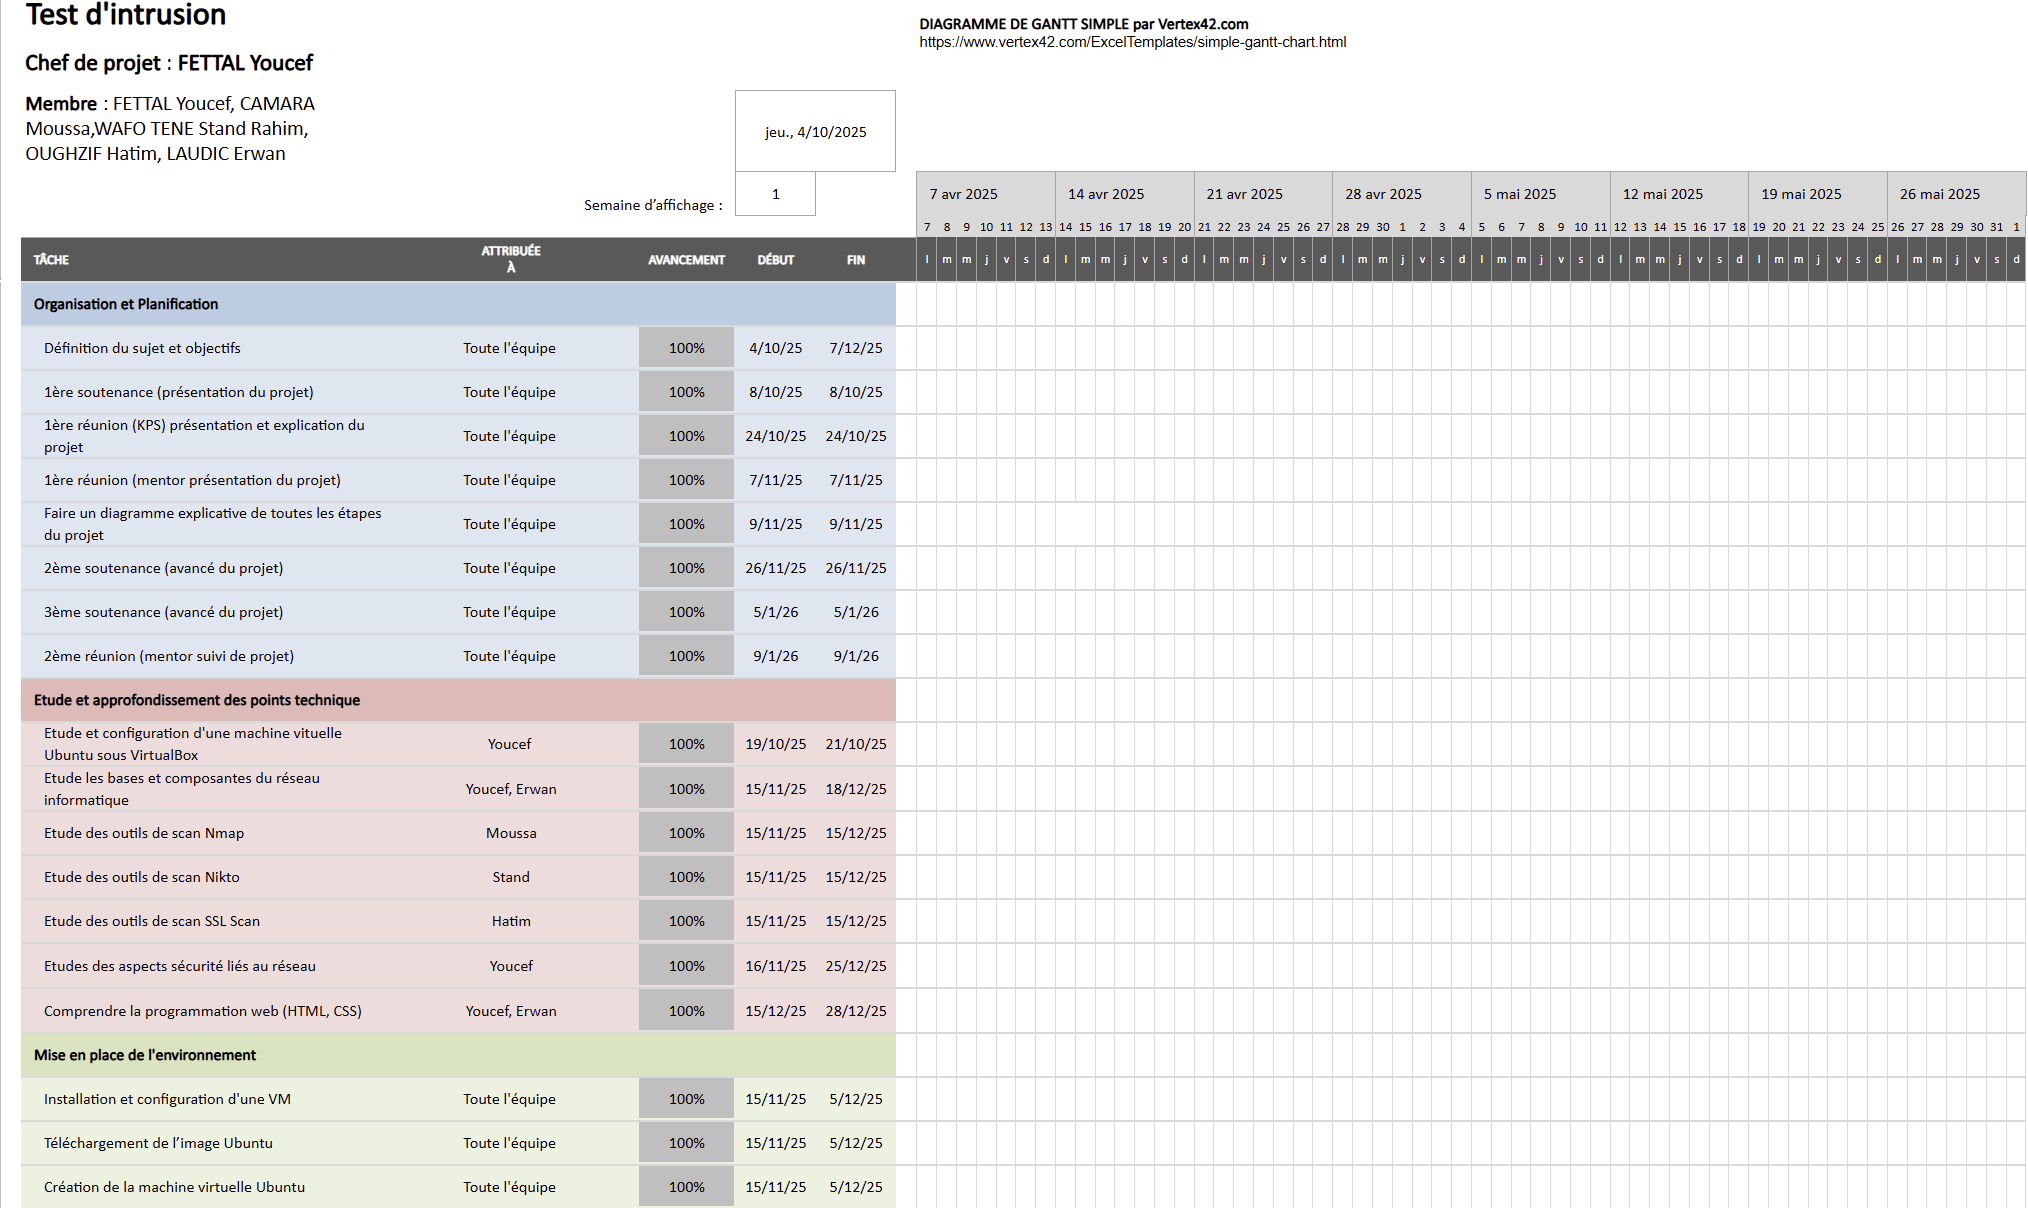 Test d'intrusion
DIAGRAMME DE GANTT SIMPLE par Vertex42.com
https://www.vertex42.com/ExcelTemplates/simple-gantt-chart.html
Chef de projet : FETTAL Youcef
Membre : FETTAL Youcef, CAMARA
Moussa,WAFO TENE Stand Rahim,
OUGHZIF Hatim, LAUDIC Erwan
jeu., 4/10/2025
Semaine d’affichage : 1
7 avr 2025 14 avr 2025 21 avr 2025 28 avr 2025 5 mai 2025 12 mai 2025 19 mai 2025 26 mai 2025
7 8 9 10 11 12 13 14 15 16 17 18 19 20 21 22 23 24 25 26 27 28 29 30 1 2 3 4 5 6 7 8 9 10 11 12 13 14 15 16 17 18 19 20 21 22 23 24 25 26 27 28 29 30 31 1
TÂCHE ATTRIBUÉE À AVANCEMENT DÉBUT FIN l m m j v s d l m m j v s d l m m j v s d l m m j v s d l m m j v s d l m m j v s d l m m j v s d l m m j v s d
Organisation et Planification
Définition du sujet et objectifs Toute l'équipe 100% 4/10/25 7/12/25
1ère soutenance (présentation du projet) Toute l'équipe 100% 8/10/25 8/10/25
1ère réunion (KPS) présentation et explication du
projet Toute l'équipe 100% 24/10/25 24/10/25
1ère réunion (mentor présentation du projet) Toute l'équipe 100% 7/11/25 7/11/25
Faire un diagramme explicative de toutes les étapes
du projet Toute l'équipe 100% 9/11/25 9/11/25
2ème soutenance (avancé du projet) Toute l'équipe 100% 26/11/25 26/11/25
3ème soutenance (avancé du projet) Toute l'équipe 100% 5/1/26 5/1/26
2ème réunion (mentor suivi de projet) Toute l'équipe 100% 9/1/26 9/1/26
Etude et approfondissement des points technique
Etude et configuration d'une machine vituelle
Ubuntu sous VirtualBox Youcef 100% 19/10/25 21/10/25
Etude les bases et composantes du réseau
informatique Youcef, Erwan 100% 15/11/25 18/12/25
Etude des outils de scan Nmap Moussa 100% 15/11/25 15/12/25
Etude des outils de scan Nikto Stand 100% 15/11/25 15/12/25
Etude des outils de scan SSL Scan Hatim 100% 15/11/25 15/12/25
Etudes des aspects sécurité liés au réseau Youcef 100% 16/11/25 25/12/25
Comprendre la programmation web (HTML, CSS) Youcef, Erwan 100% 15/12/25 28/12/25
Mise en place de l'environnement
Installation et configuration d'une VM Toute l'équipe 100% 15/11/25 5/12/25
Téléchargement de l’image Ubuntu Toute l'équipe 100% 15/11/25 5/12/25
Création de la machine virtuelle Ubuntu Toute l'équipe 100% 15/11/25 5/12/25